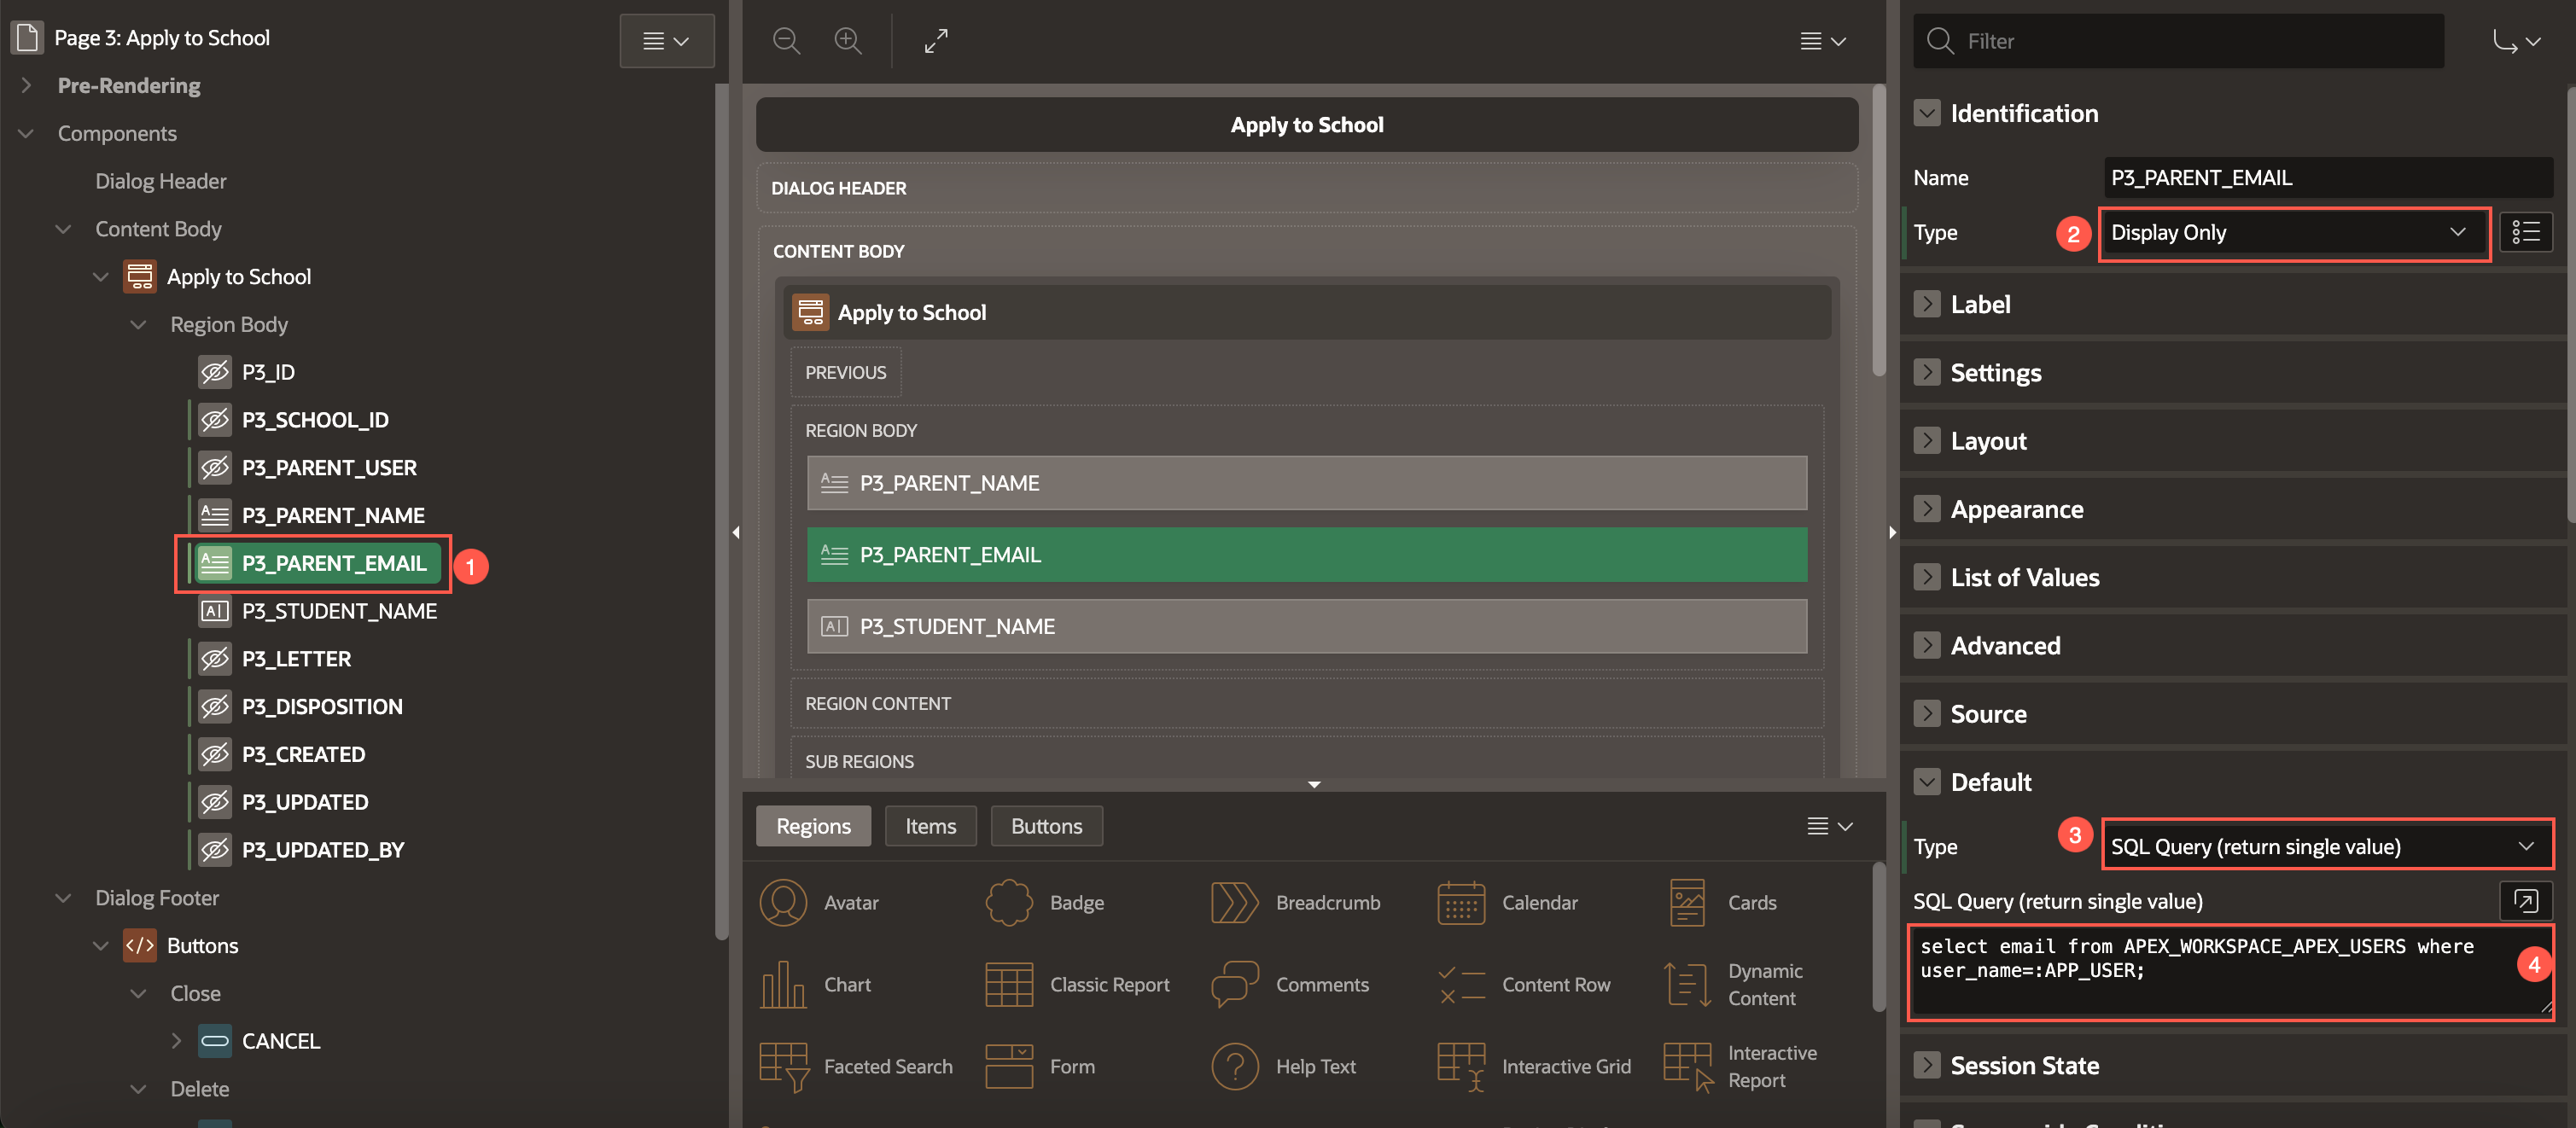 Page 3: Apply to School
Pre-Rendering
Components
Dialog Header
Content Body
Apply to School
Region Body
P3_ID
P3_SCHOOL_ID
P3_PARENT_USER
P3_PARENT_NAME
P3_PARENT_EMAIL
1
P3_STUDENT_NAME
P3_LETTER
P3_DISPOSITION
P3_CREATED
P3_UPDATED
P3_UPDATED_BY
Dialog Footer
Buttons
Close
CANCEL
Delete
Apply to School
DIALOG HEADER
CONTENT BODY
Apply to School
PREVIOUS
REGION BODY
P3_PARENT_NAME
P3_PARENT_EMAIL
P3_STUDENT_NAME
REGION CONTENT
SUB REGIONS
Regions
Items
Buttons
Avatar
Badge
Breadcrumb
Calendar
Cards
Chart
Classic Report
Comments
Content Row
Dynamic
Content
Faceted Search
Form
Help Text
Interactive Grid
Interactive
Report
Filter
Identification
Name
P3_PARENT_EMAIL
Type
2
Display Only
Label
Settings
Layout
Appearance
List of Values
Advanced
Source
Default
Type
3
SQL Query (return single value)
SQL Query (return single value)
select email from APEX_WORKSPACE_APEX_USERS where
user_name=:APP_USER;
4
Session State